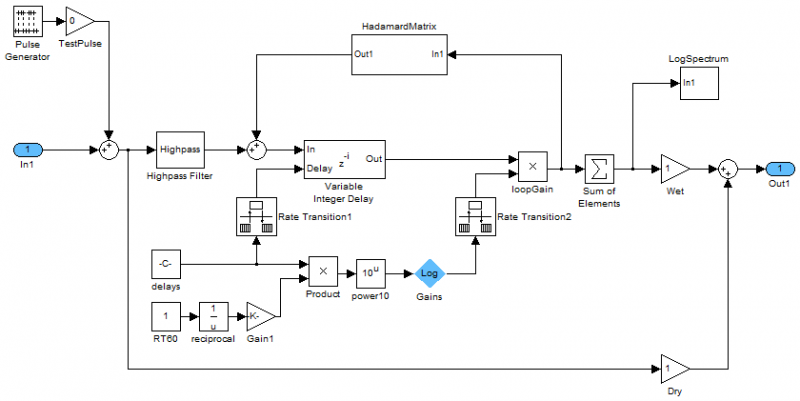 HadamardMatrix
0
Pulse
Generator
TestPulse
Out1
In1
LogSpectrum
In1
1
In1
Highpass
Highpass Filter
In
Delay
z-i
Out
Variable
Integer Delay
×
loopGain
Σ
Sum of
Elements
1
Wet
1
Out1
Rate Transition1
Rate Transition2
-C-
delays
×
Product
10u
power10
Log
Gains
1
RT60
1
u
reciprocal
K-
Gain1
1
Dry